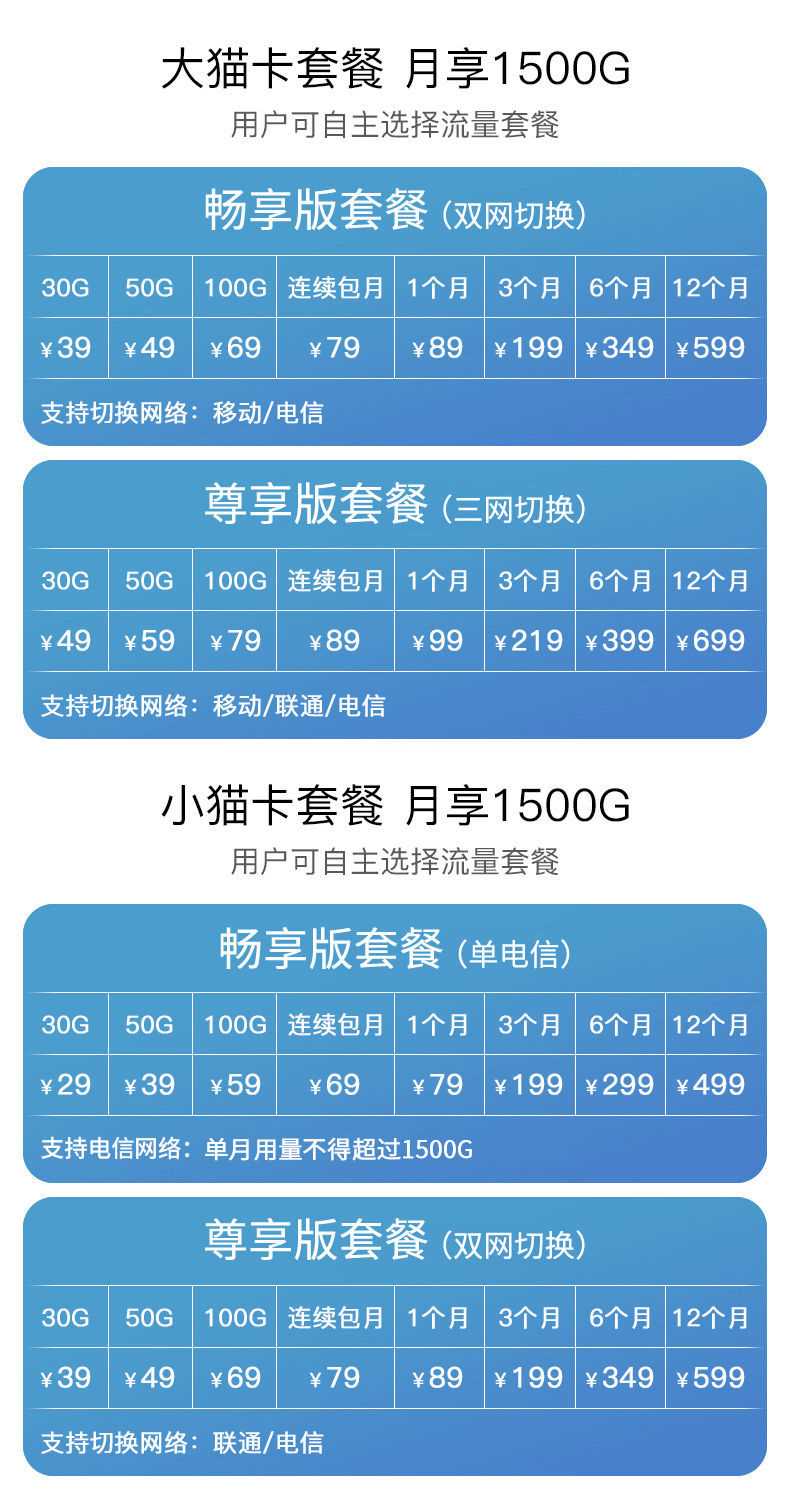 大猫卡套餐 月享1500G
用户可自主选择流量套餐
畅享版套餐（双网切换）
30G 50G 100G 连续包月 1个月 3个月 6个月 12个月
¥39 ¥49 ¥69 ¥79 ¥89 ¥199 ¥349 ¥599
支持切换网络：移动/电信
尊享版套餐（三网切换）
30G 50G 100G 连续包月 1个月 3个月 6个月 12个月
¥49 ¥59 ¥79 ¥89 ¥99 ¥219 ¥399 ¥699
支持切换网络：移动/联通/电信
小猫卡套餐 月享1500G
用户可自主选择流量套餐
畅享版套餐（单电信）
30G 50G 100G 连续包月 1个月 3个月 6个月 12个月
¥29 ¥39 ¥59 ¥69 ¥79 ¥199 ¥299 ¥499
支持电信网络：单月用量不得超过1500G
尊享版套餐（双网切换）
30G 50G 100G 连续包月 1个月 3个月 6个月 12个月
¥39 ¥49 ¥69 ¥79 ¥89 ¥199 ¥349 ¥599
支持切换网络：联通/电信